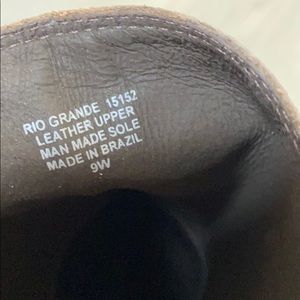 RIO GRANDE 15152
LEATHER UPPER
MAN MADE SOLE
MADE IN BRAZIL
9W